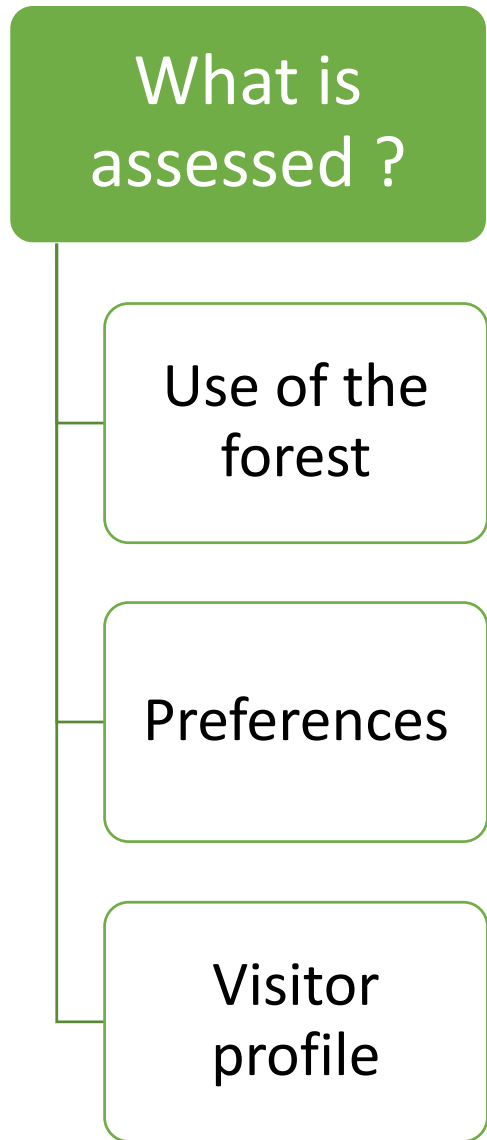 What is
assessed ?
Use of the
forest
Preferences
Visitor
profile